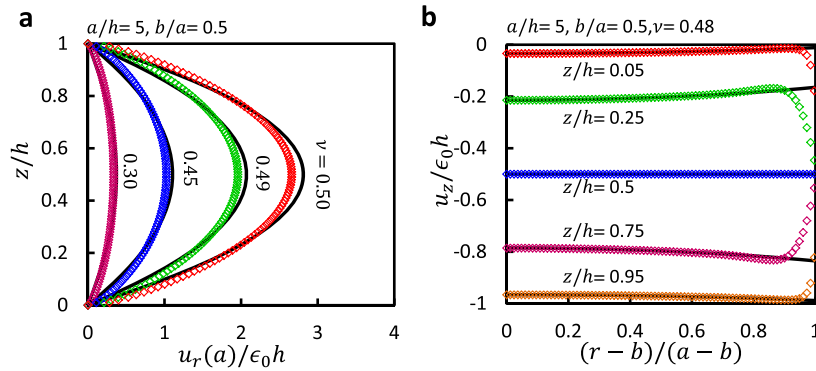 a
a/h= 5, b/a= 0.5
1
0.8
0.6
0.4
0.2
0
z/h
0.30
0.45
0.49
ν = 0.50
0
1
2
3
4
u_r(a)/ϵ_0h
b
a/h= 5, b/a= 0.5,ν= 0.48
0
-0.2
-0.4
-0.6
-0.8
-1
u_z/ϵ_0h
z/h= 0.05
z/h= 0.25
z/h= 0.5
z/h= 0.75
z/h= 0.95
0
0.2
0.4
0.6
0.8
1
(r − b)/(a − b)